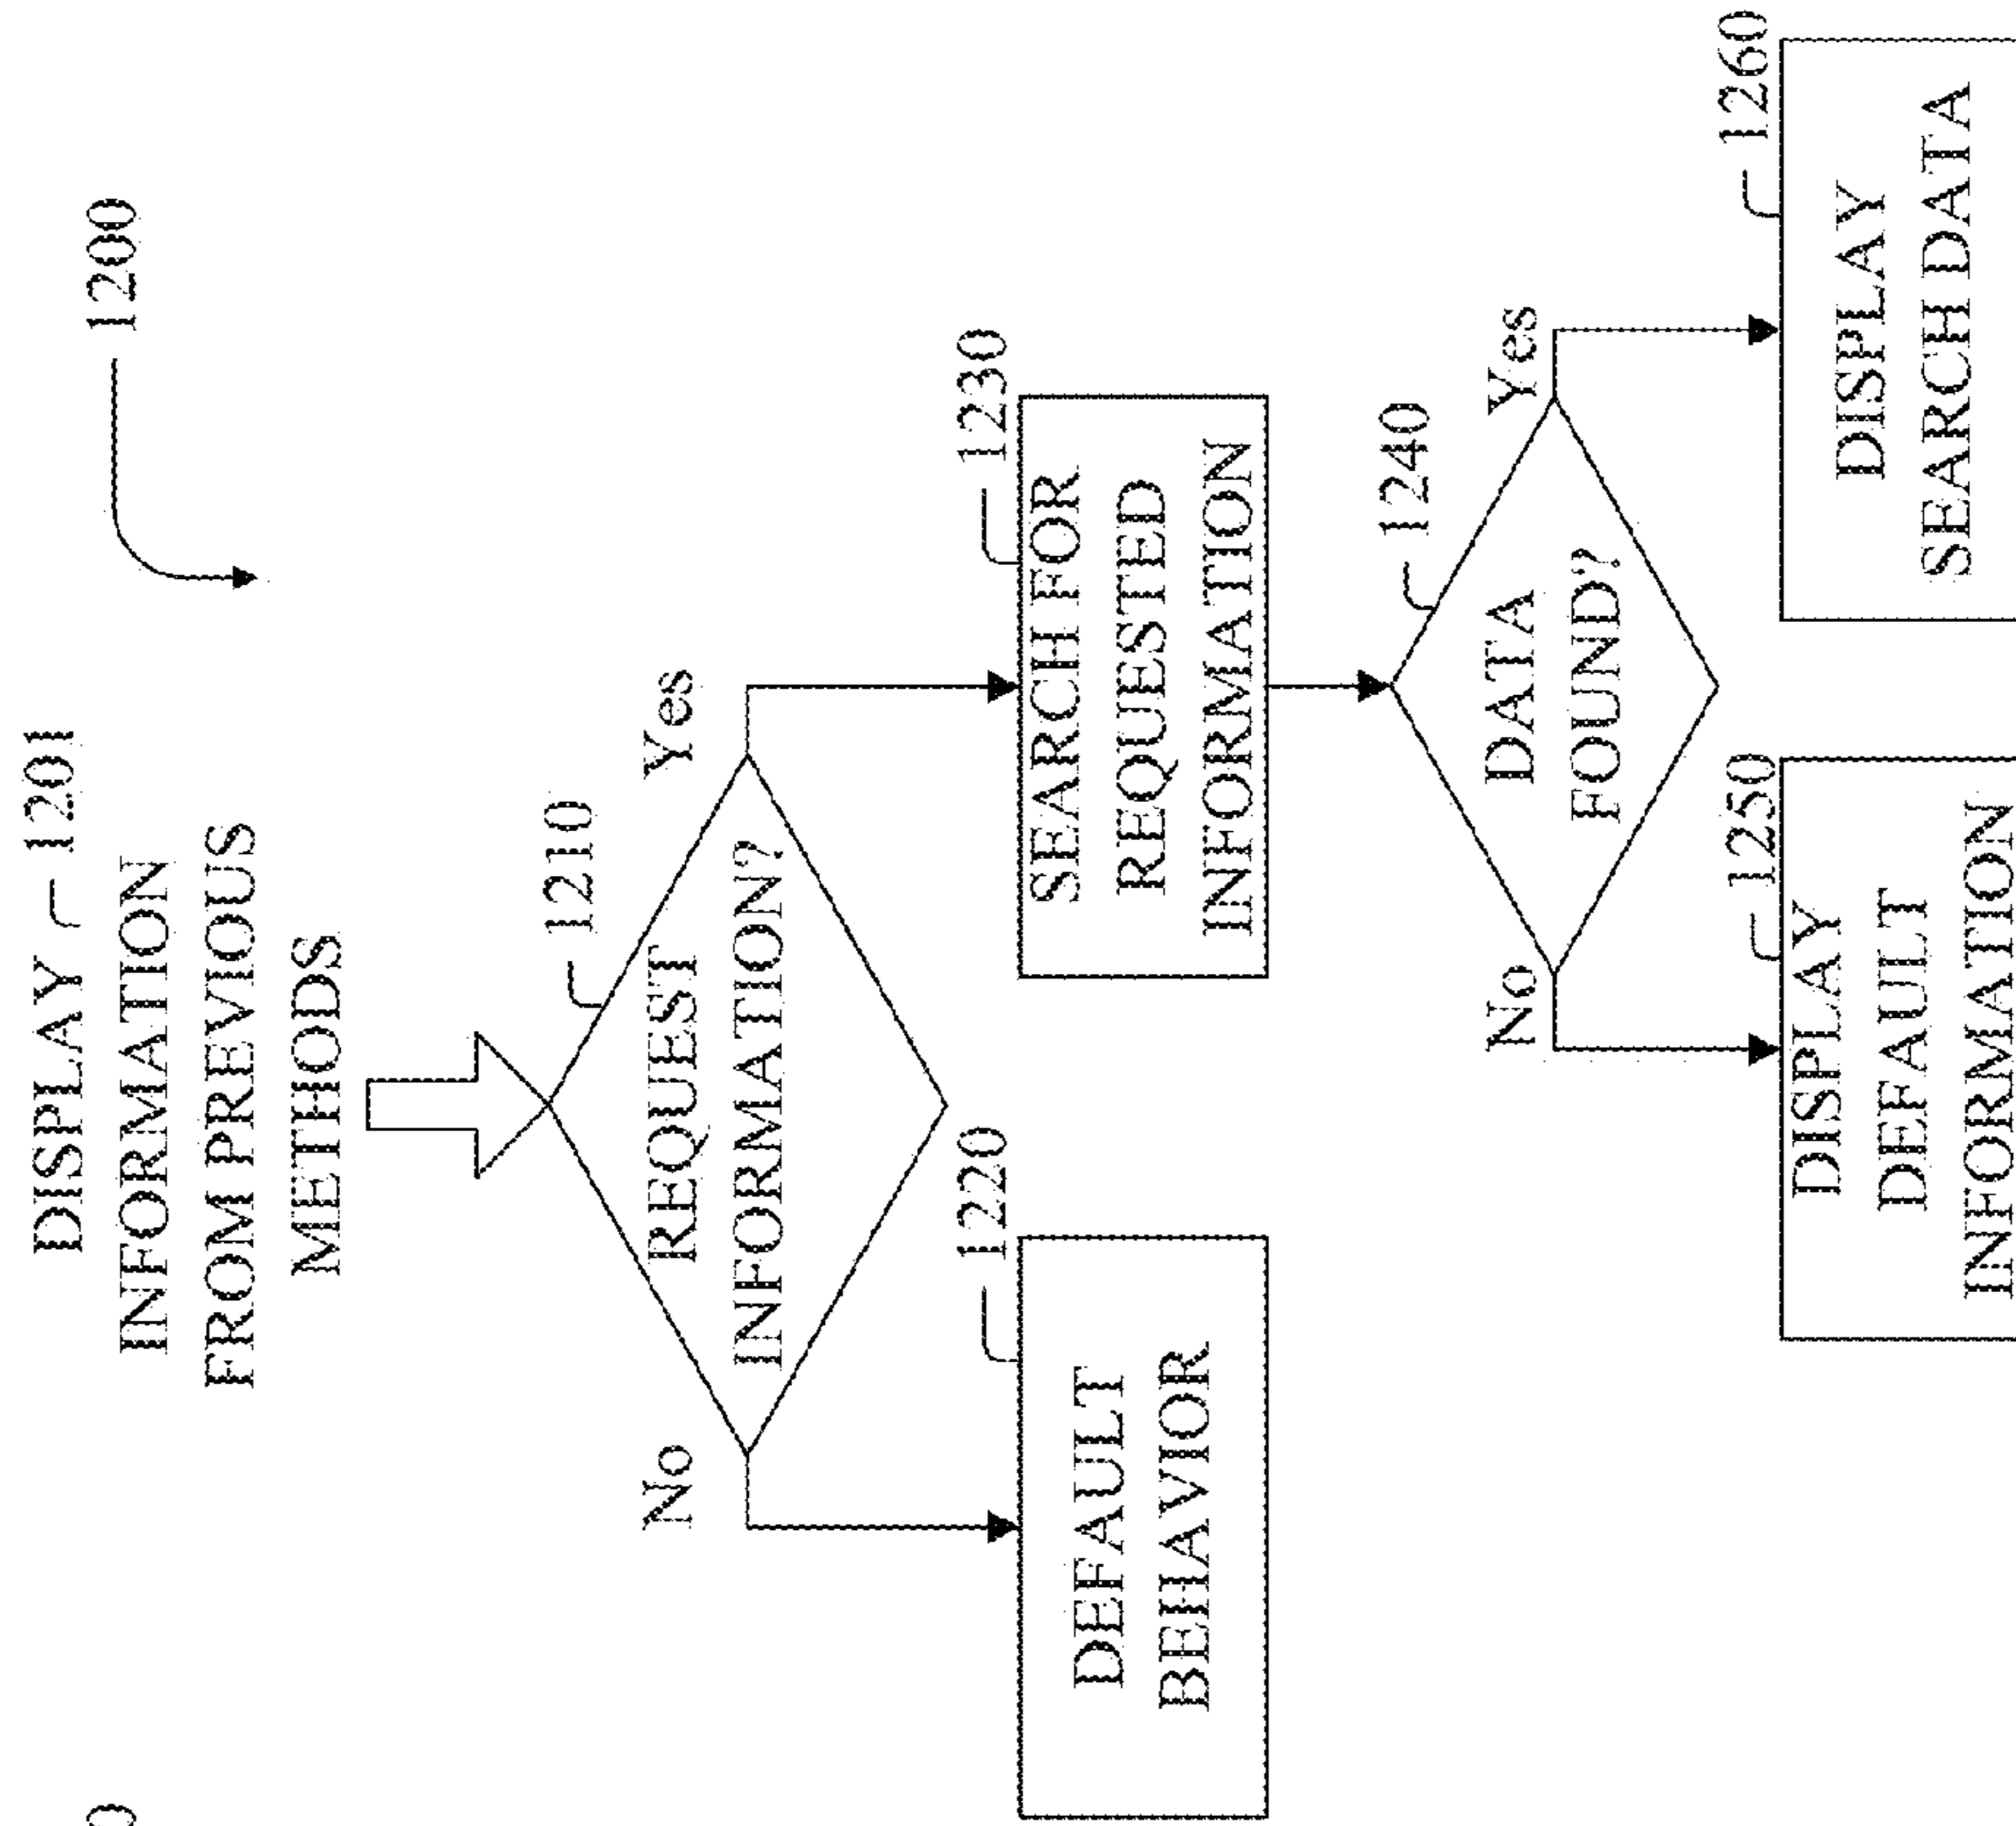 1200
DISPLAY 1201
INFORMATION
FROM PREVIOUS
METHODS
1210
REQUEST
INFORMATION?
No
Yes
1220
DEFAULT
BEHAVIOR
1230
SEARCH FOR
REQUESTED
INFORMATION
1240
DATA
FOUND?
No
Yes
1250
DISPLAY
DEFAULT
INFORMATION
1260
DISPLAY
SEARCH DATA
0